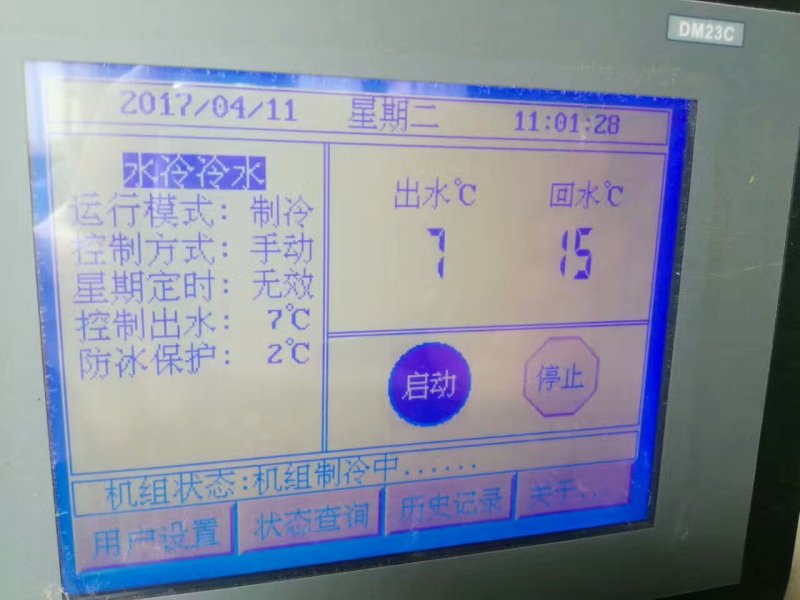 DM23C
2017/04/11 星期二 11:01:28
水冷冷水
运行模式: 制冷
控制方式: 手动
星期定时: 无效
控制出水: 7℃
防冰保护: 2℃
出水℃ 回水℃
7 15
启动 停止
机组状态:机组制冷中......
用户设置 状态查询 历史记录 关于...